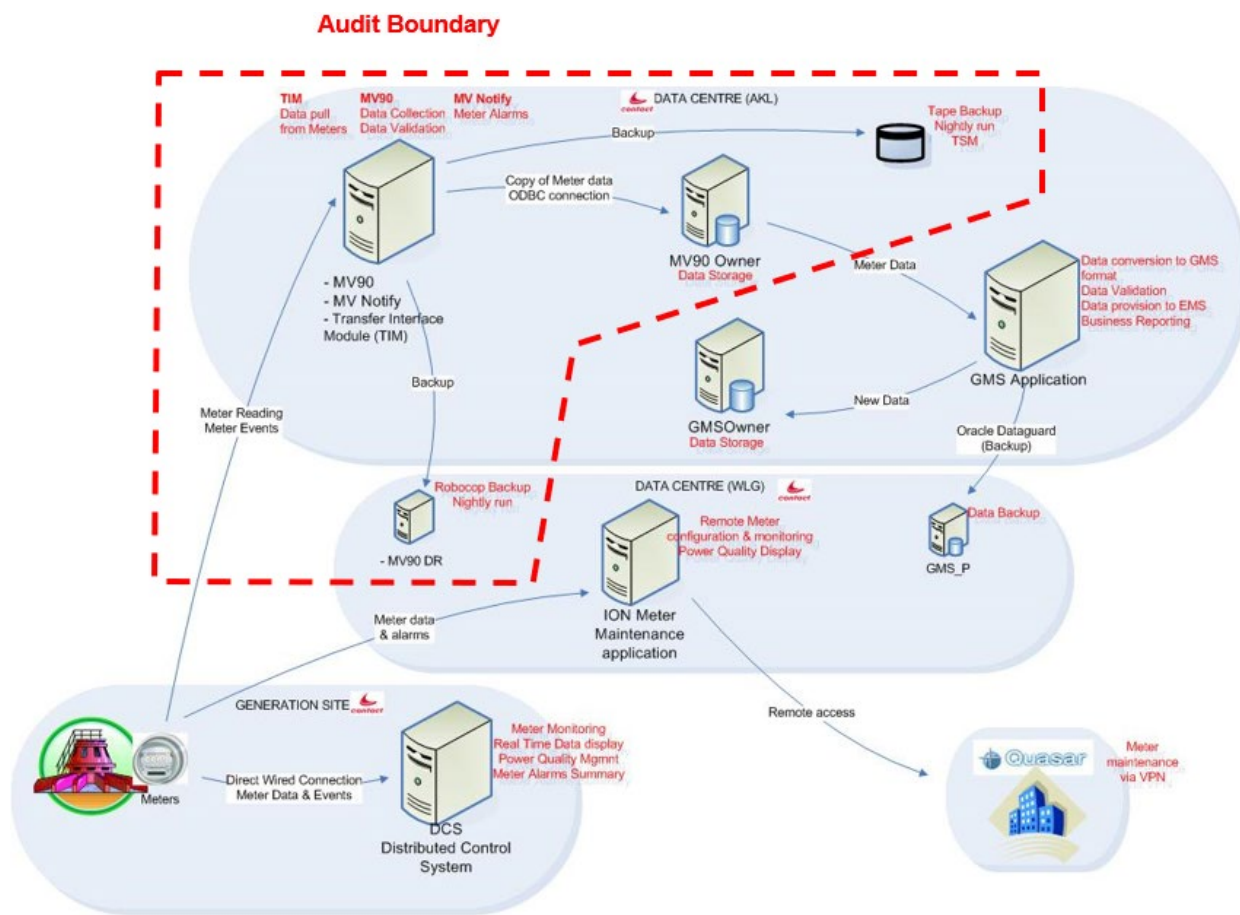 Audit Boundary
TIM
Data pull
from Meters
MV90
Data Collection
Data Validation
MV Notify
Meter Alarms
contact
DATA CENTRE (AKL)
Backup
Tape Backup
Nightly run
TSM
Copy of Meter data
ODBC connection
MV90 Owner
Data Storage
- MV90
- MV Notify
- Transfer Interface
Module (TIM)
Meter Data
Data conversion to GMS
format
Data Validation
Data provision to EMS
Business Reporting
GMS Application
Backup
New Data
GMSOwner
Data Storage
Oracle Dataguard
(Backup)
Meter Reading
Meter Events
DATA CENTRE (WLG)
contact
Robocop Backup
Nightly run
- MV90 DR
Remote Meter
configuration & monitoring
Power Quality Display
ION Meter
Maintenance
application
Data Backup
GMS_P
Meter data
& alarms
GENERATION SITE
contact
Meters
Direct Wired Connection
Meter Data & Events
Meter Monitoring
Real Time Data display
Power Quality Mgmnt
Meter Alarms Summary
DCS
Distributed Control
System
Remote access
Quasar
Meter
maintenance
via VPN